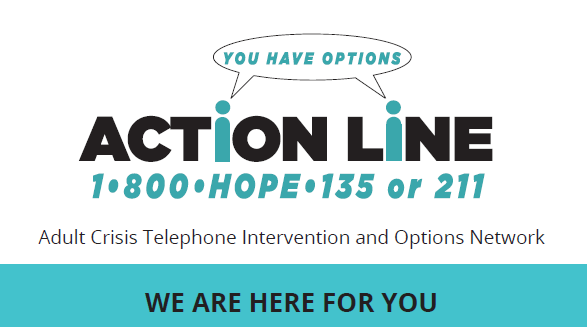 YOU HAVE OPTIONS
ACTiON LiNE
1•800•HOPE•135 or 211
Adult Crisis Telephone Intervention and Options Network
WE ARE HERE FOR YOU